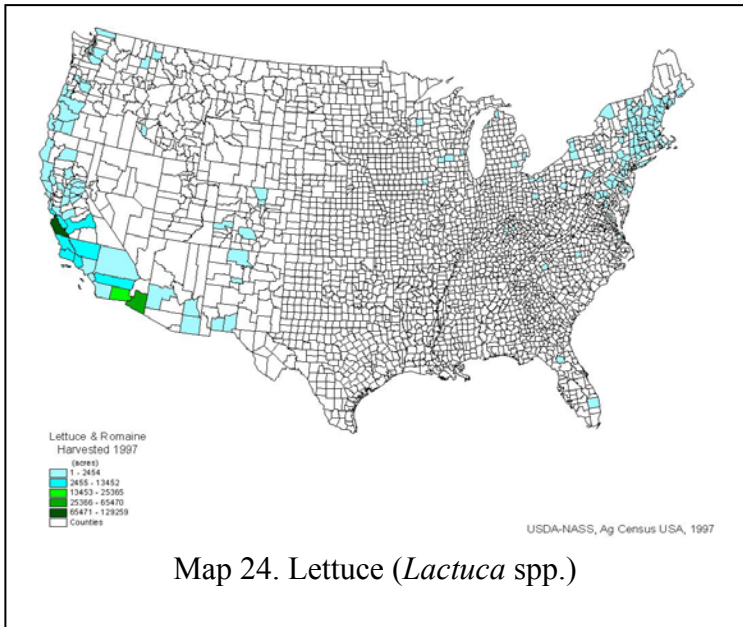 Lettuce & Romaine
Harvested 1997
(acres)
1 - 2454
2455 - 13452
13453 - 25365
25366 - 65470
65471 - 129259
Counties
USDA-NASS, Ag Census USA, 1997
Map 24. Lettuce (Lactuca spp.)